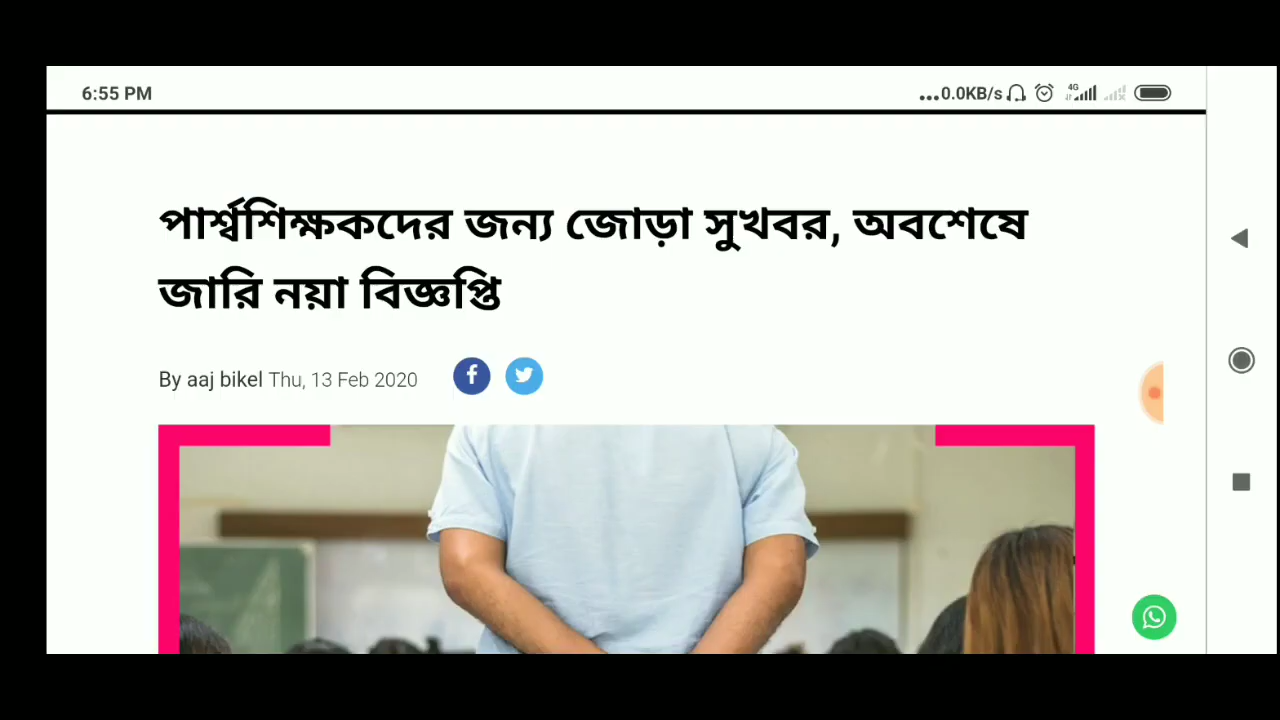 6:55 PM
...0.0KB/s 4G
পার্শ্বশিক্ষকদের জন্য জোড়া সুখবর, অবশেষে
জারি নয়া বিজ্ঞপ্তি
By aaj bikel Thu, 13 Feb 2020